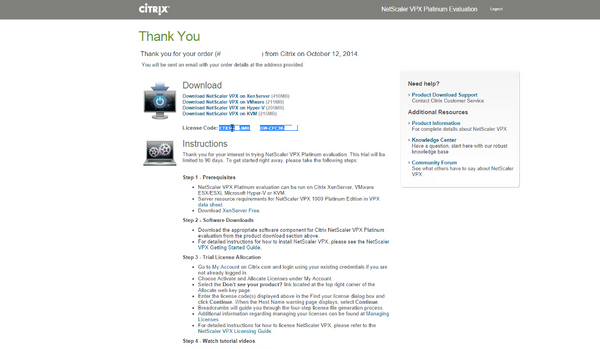 CITRIX
NetScaler VPX Platinum Evaluation Logout
Thank You
Thank you for your order (# ) from Citrix on October 12, 2014.
You will be sent an email with your order details at the address provided.
Download
Download NetScaler VPX on XenServer
Download NetScaler VPX on VMware
Download NetScaler VPX on Hyper-V
Download NetScaler VPX on KVM
License Code:
Instructions
Thank you for your interest in trying NetScaler VPX Platinum evaluation. This trial will be
limited to 90 days. To get started right away, please take the following steps:
Step 1 - Prerequisites
NetScaler VPX Platinum evaluation can be run on Citrix XenServer, VMware
ESX/ESXi, Microsoft Hyper-V or KVM
Server resource requirements for NetScaler VPX 1000 Platinum Edition in VPX
data sheet
Download XenServer Free.
Step 2 - Software Downloads
Download the appropriate software component for Citrix NetScaler VPX Platinum
evaluation from the product download section above.
For detailed instructions for how to install NetScaler VPX, please see the NetScaler
VPX Getting Started Guide.
Step 3 - Trial License Allocation
Go to My Account on Citrix.com and login using your existing credentials if you are
not already logged in.
Choose Activate and Allocate Licenses under My Account.
Select the Don't see your product? link located at the top right corner of the
Allocate web key page.
Enter the license code(s) displayed above in the Find your license dialog box and
click Continue. When the Host Name warning page displays, select Continue.
Breadcrumbs will guide you through the four-step license file generation process.
Additional information regarding managing your licenses can be found at Managing
Licenses
For detailed instructions for how to license NetScaler VPX, please refer to the
NetScaler VPX Licensing Guide.
Step 4 - Watch tutorial videos
Need help?
Product Download Support
Contact Citrix Customer Service
Additional Resources
Product Information
For complete details about NetScaler VPX
Knowledge Center
Have a question, start here with our robust
knowledge base
Community Forum
See what others have to say about NetScaler
VPX